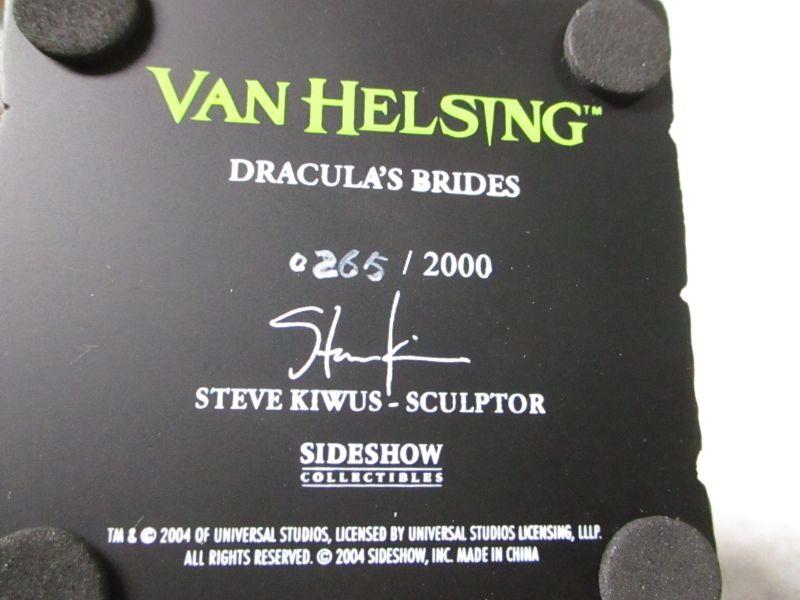 VAN HELSING™
DRACULA'S BRIDES
0265 / 2000
STEVE KIWUS - SCULPTOR
SIDESHOW
COLLECTIBLES
TM & © 2004 OF UNIVERSAL STUDIOS, LICENSED BY UNIVERSAL STUDIOS LICENSING, LLLP.
ALL RIGHTS RESERVED. © 2004 SIDESHOW, INC. MADE IN CHINA